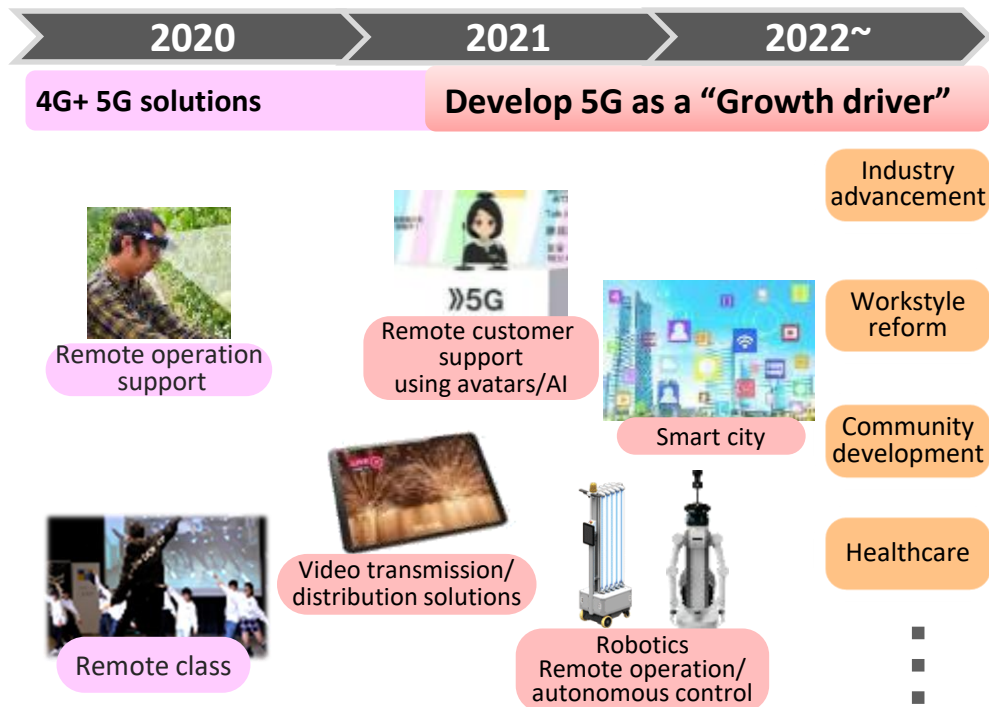 2020
2021
2022~
4G+ 5G solutions
Develop 5G as a “Growth driver”
Industry
advancement
》5G
Remote operation
support
Remote customer
support
using avatars/AI
Workstyle
reform
Smart city
Community
development
LIVE
Video transmission/
distribution solutions
Healthcare
Remote class
Robotics
Remote operation/
autonomous control